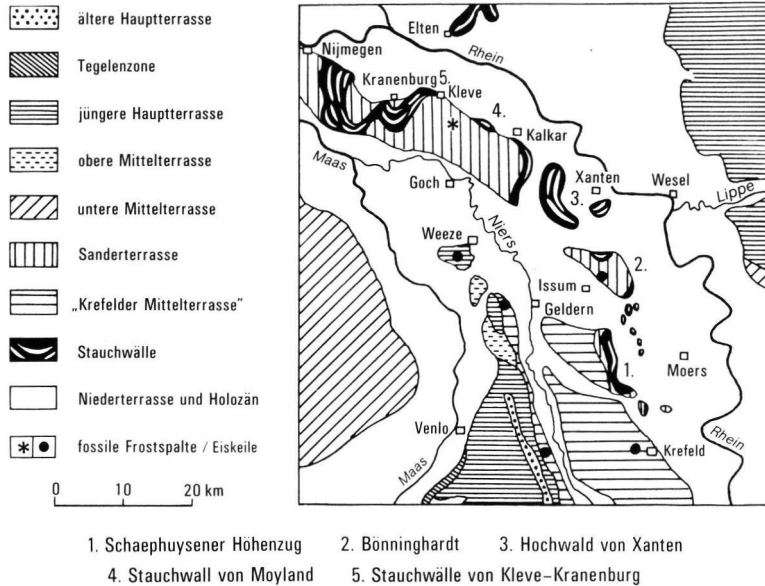 ältere Hauptterrasse
Tegelenzone
jüngere Hauptterrasse
obere Mittelterrasse
untere Mittelterrasse
Sanderterrasse
„Krefelder Mittelterrasse"
Stauchwälle
Niederterrasse und Holozän
fossile Frostspalte / Eiskeile
0 10 20 km
Elten
Nijmegen
Rhein
Kranenburg
5.
Kleve
4.
Kalkar
Maas
Goch
Xanten
3.
Wesel
Lippe
Weeze
Niers
2.
Issum
Geldern
1.
Moers
Venlo
Maas
Krefeld
Rhein
1. Schaephuysener Höhenzug 2. Bönninghardt 3. Hochwald von Xanten
4. Stauchwall von Moyland 5. Stauchwälle von Kleve–Kranenburg